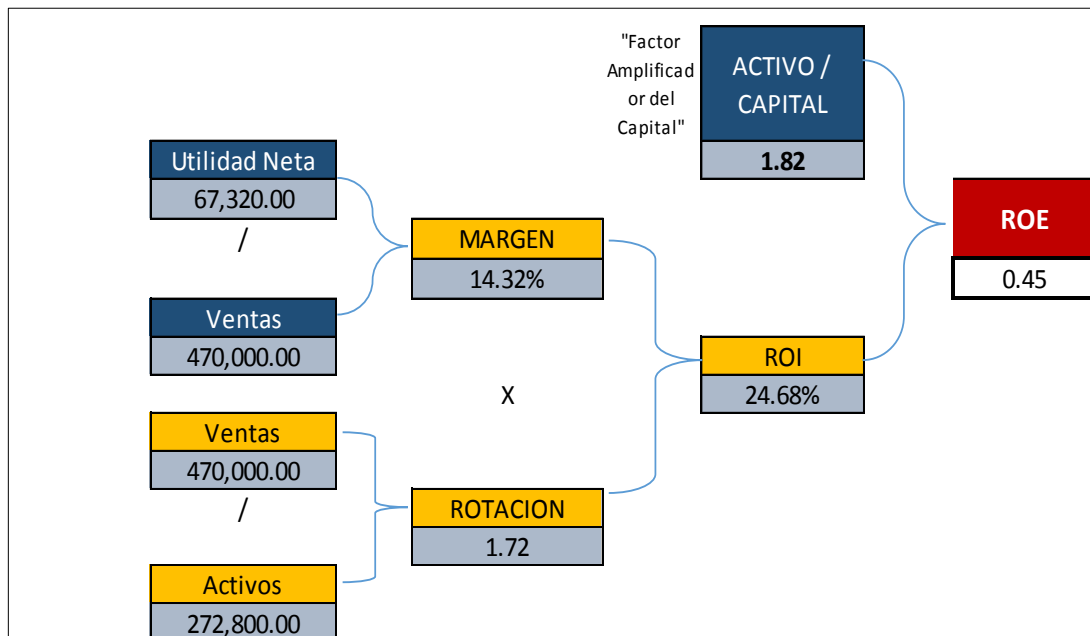 "Factor
Amplificad
or del
Capital"
ACTIVO /
CAPITAL
1.82
Utilidad Neta
67,320.00
/
Ventas
470,000.00
MARGEN
14.32%
X
Ventas
470,000.00
/
Activos
272,800.00
ROTACION
1.72
ROI
24.68%
ROE
0.45